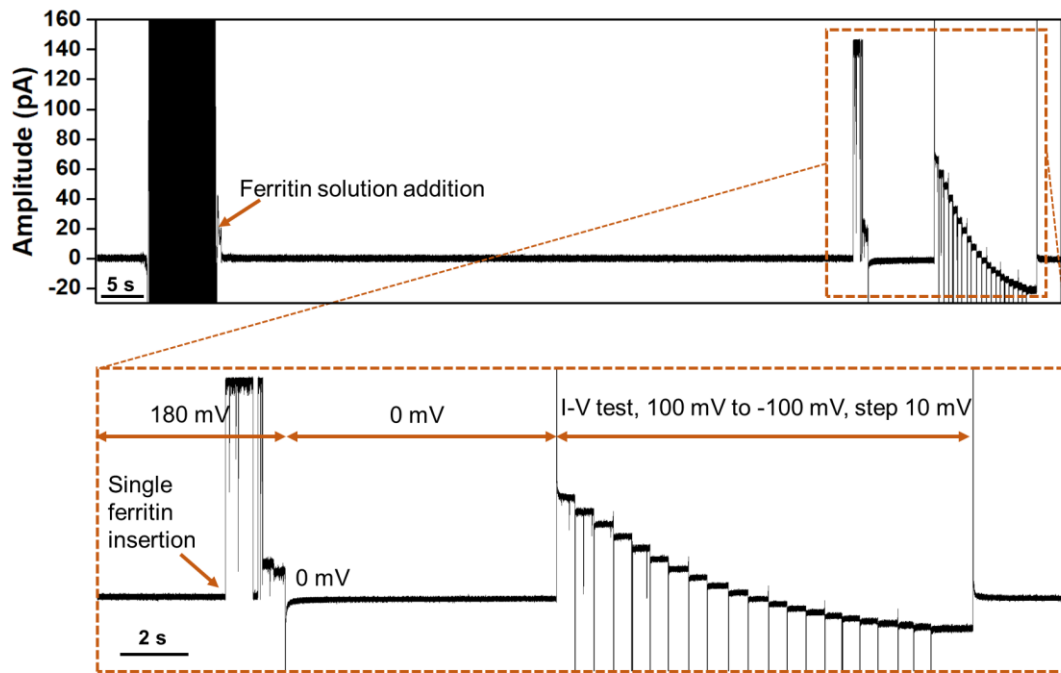 160
140
120
100
80
60
40
20
0
-20
Amplitude (pA)
Ferritin solution addition
5 s
180 mV
0 mV
I-V test, 100 mV to -100 mV, step 10 mV
Single
ferritin
insertion
0 mV
2 s